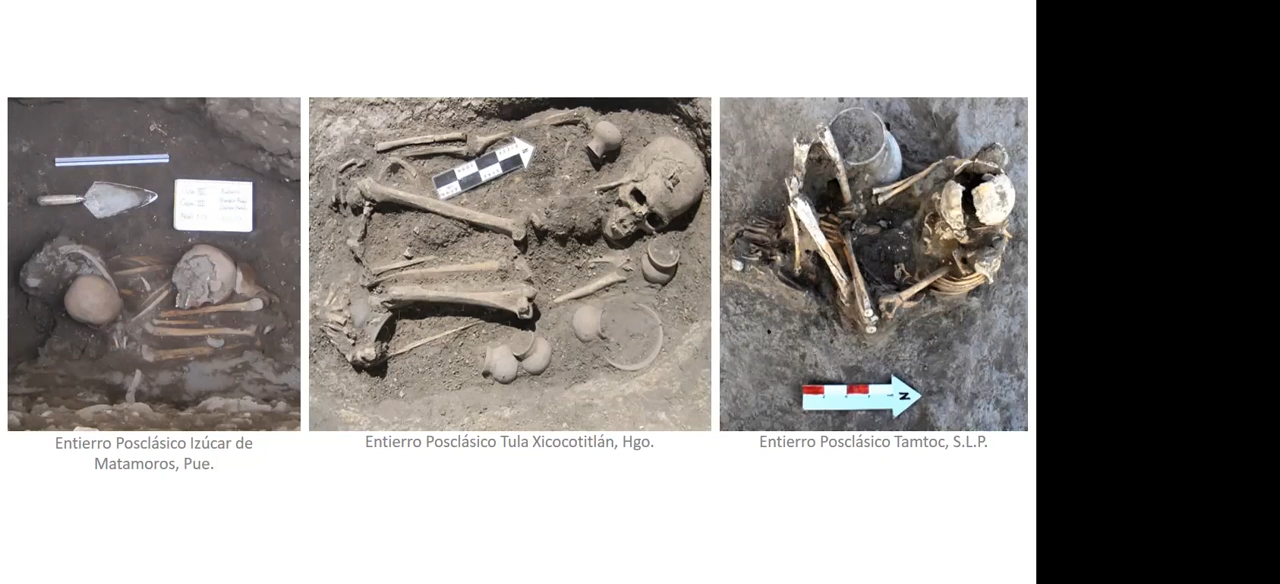 Entierro Posclásico Izúcar de
Matamoros, Pue.
Entierro Posclásico Tula Xicocotitlán, Hgo.
Entierro Posclásico Tamtoc, S.L.P.
N